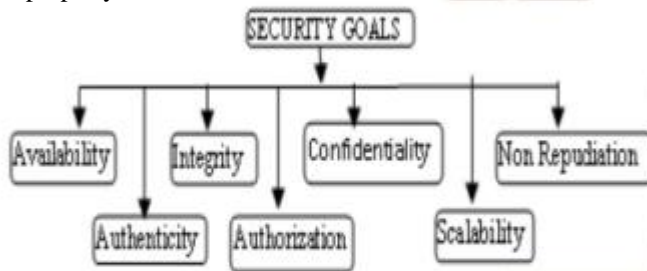 SECURITY GOALS
Availability
Integrity
Confidentiality
Non Repudiation
Authenticity
Authorization
Scalability